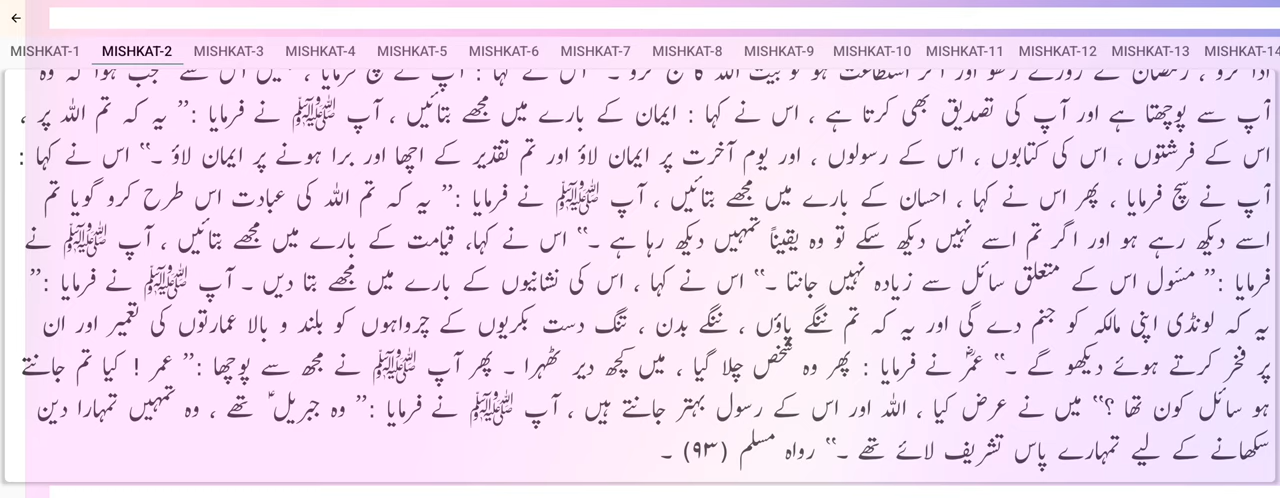 MISHKAT-1 MISHKAT-2 MISHKAT-3 MISHKAT-4 MISHKAT-5 MISHKAT-6 MISHKAT-7 MISHKAT-8 MISHKAT-9 MISHKAT-10 MISHKAT-11 MISHKAT-12 MISHKAT-13 MISHKAT-14
آپ سے پوچھتا ہے اور آپ کی تصدیق بھی کرتا ہے ، اس نے کہا : ایمان کے بارے میں مجھے بتائیں ، آپ ﷺ نے فرمایا :’’ یہ کہ تم اللہ پر ،
اس کے فرشتوں ، اس کی کتابوں ، اس کے رسولوں ، اور یوم آخرت پر ایمان لاؤ اور تم تقدیر کے اچھا اور برا ہونے پر ایمان لاؤ ۔‘‘ اس نے کہا :
آپ نے سچ فرمایا ، پھر اس نے کہا ، احسان کے بارے میں مجھے بتائیں ، آپ ﷺ نے فرمایا :’’ یہ کہ تم اللہ کی عبادت اس طرح کرو گویا تم
اسے دیکھ رہے ہو اور اگر تم اسے نہیں دیکھ سکے تو وہ یقیناً تمہیں دیکھ رہا ہے ۔‘‘ اس نے کہا، قیامت کے بارے میں مجھے بتائیں ، آپ ﷺ نے
فرمایا :’’ مسٔول اس کے متعلق سائل سے زیادہ نہیں جانتا ۔‘‘ اس نے کہا ، اس کی نشانیوں کے بارے میں مجھے بتا دیں ۔ آپ ﷺ نے فرمایا :’’
یہ کہ لونڈی اپنی مالکہ کو جنم دے گی اور یہ کہ تم ننگے پاؤں ، ننگے بدن ، تنگ دست بکریوں کے چرواہوں کو بلند و بالا عمارتوں کی تعمیر اور ان
پر فخر کرتے ہوئے دیکھو گے ۔‘‘ عمرؓ نے فرمایا : پھر وہ شخص چلا گیا ، میں کچھ دیر ٹھہرا ۔ پھر آپ ﷺ نے مجھ سے پوچھا :’’ عمر ! کیا تم جانتے
ہو سائل کون تھا ؟‘‘ میں نے عرض کیا ، اللہ اور اس کے رسول بہتر جانتے ہیں ، آپ ﷺ نے فرمایا :’’ وہ جبریل ؑ تھے ، وہ تمہیں تمہارا دین
سکھانے کے لیے تمہارے پاس تشریف لائے تھے ۔‘‘ رواہ مسلم (۹۳) ۔